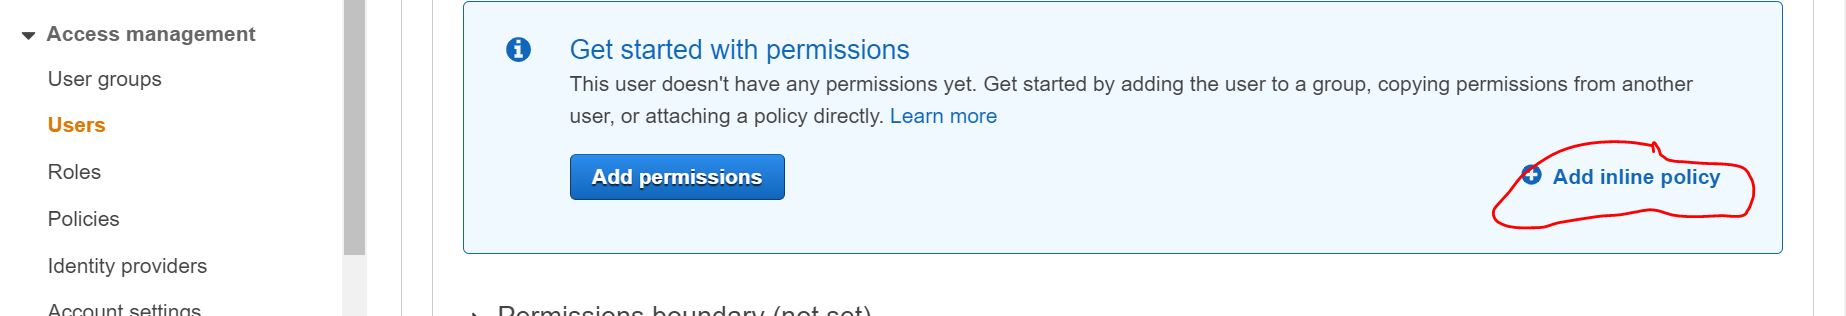 Access management
User groups
Users
Roles
Policies
Identity providers
Account settings
Get started with permissions
This user doesn't have any permissions yet. Get started by adding the user to a group, copying permissions from another
user, or attaching a policy directly. Learn more
Add permissions
Add inline policy
Permissions boundary (not set)